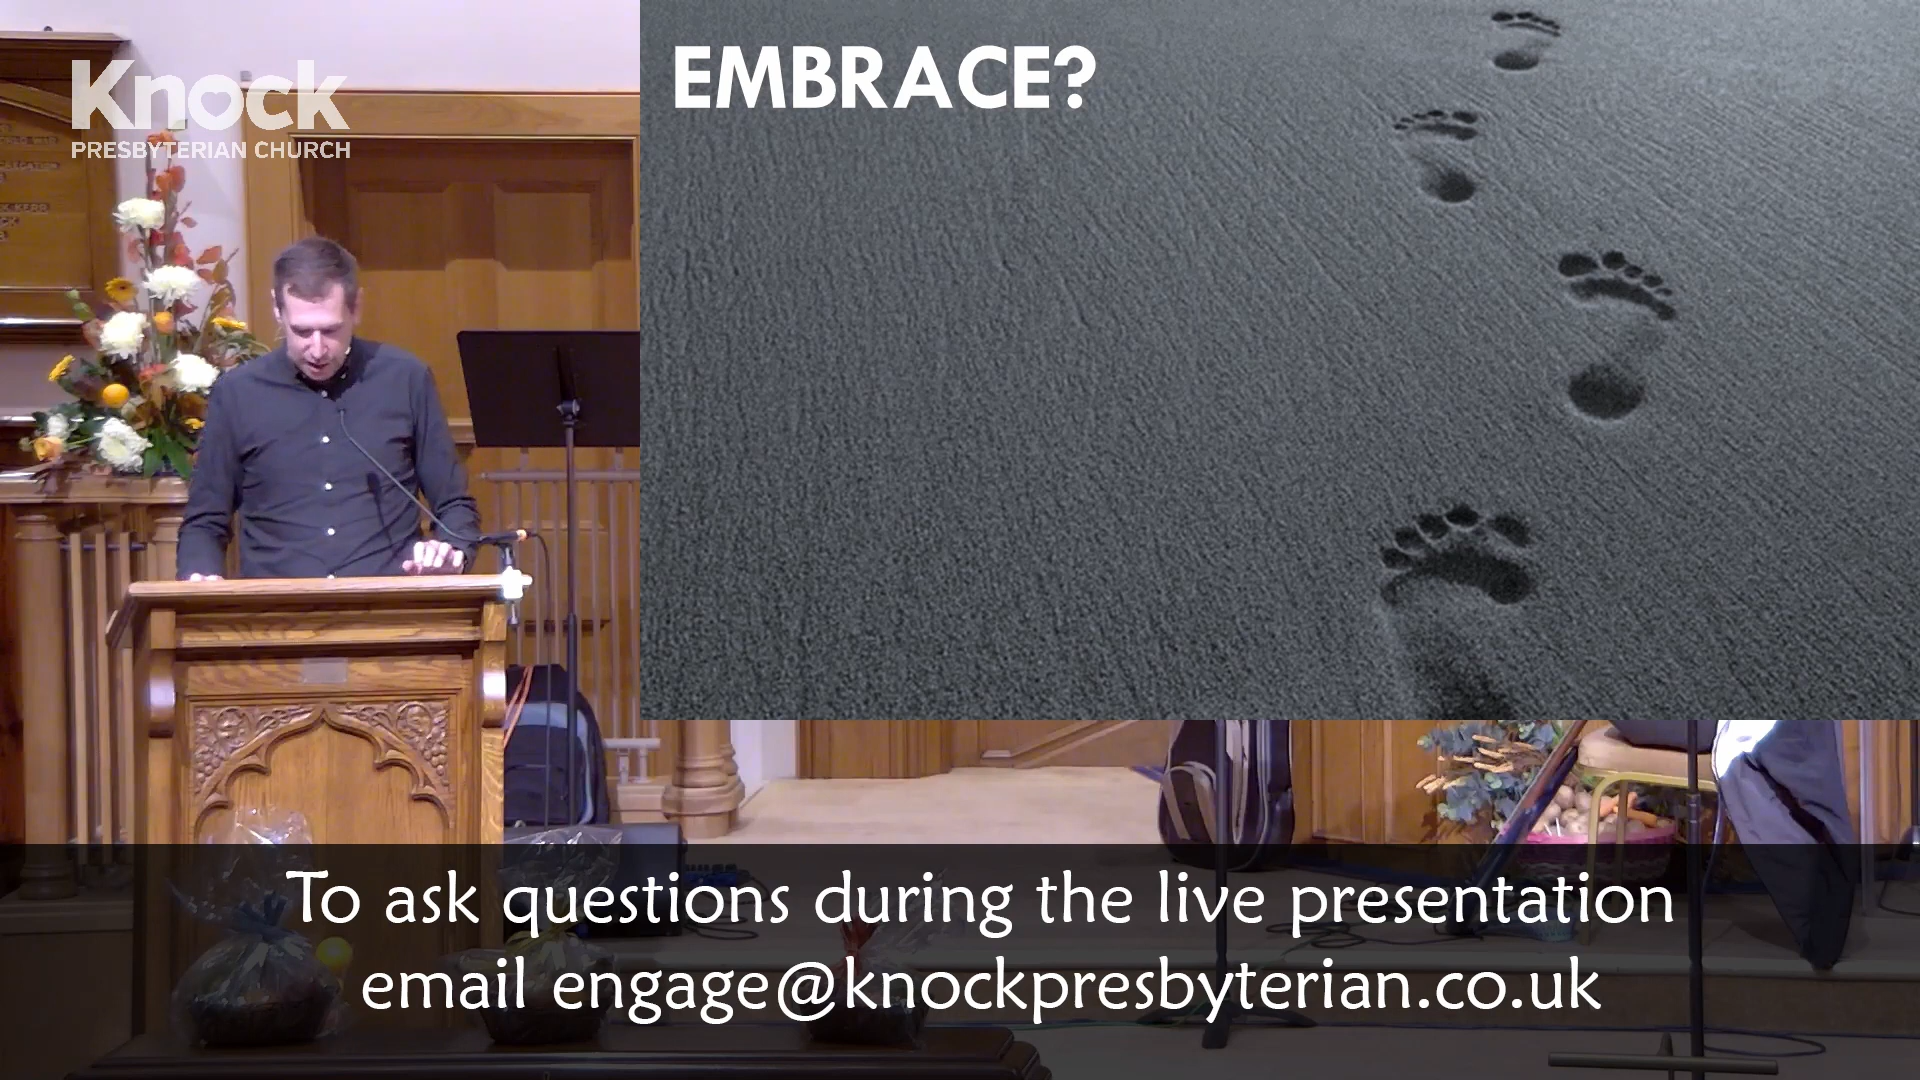 Knock
PRESBYTERIAN CHURCH
EMBRACE?
To ask questions during the live presentation
email engage@knockpresbyterian.co.uk